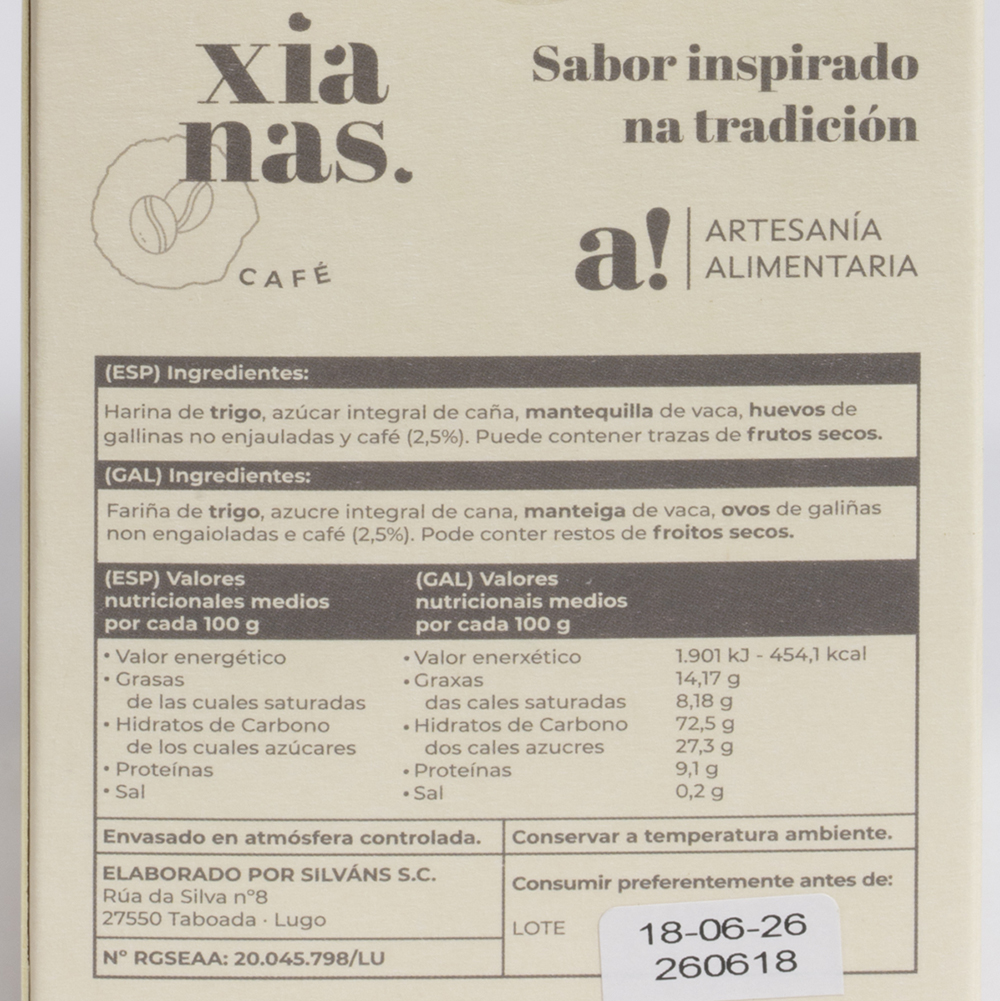 xia
nas.
CAFÉ
Sabor inspirado
na tradición
a! ARTESANÍA
ALIMENTARIA
(ESP) Ingredientes:
Harina de trigo, azúcar integral de caña, mantequilla de vaca, huevos de
gallinas no enjauladas y café (2,5%). Puede contener trazas de frutos secos.
(GAL) Ingredientes:
Fariña de trigo, azucre integral de cana, manteiga de vaca, ovos de galiñas
non engaioladas e café (2,5%). Pode conter restos de froitos secos.
(ESP) Valores
nutricionales medios
por cada 100 g
(GAL) Valores
nutricionais medios
por cada 100 g
• Valor energético • Valor enerxético 1.901 kJ - 454,1 kcal
• Grasas • Graxas 14,17 g
de las cuales saturadas das cales saturadas 8,18 g
• Hidratos de Carbono • Hidratos de Carbono 72,5 g
de los cuales azúcares dos cales azucres 27,3 g
• Proteínas • Proteínas 9,1 g
• Sal • Sal 0,2 g
Envasado en atmósfera controlada.
Conservar a temperatura ambiente.
ELABORADO POR SILVÁNS S.C.
Rúa da Silva nº8
27550 Taboada · Lugo
Nº RGSEAA: 20.045.798/LU
Consumir preferentemente antes de:
LOTE
18-06-26
260618